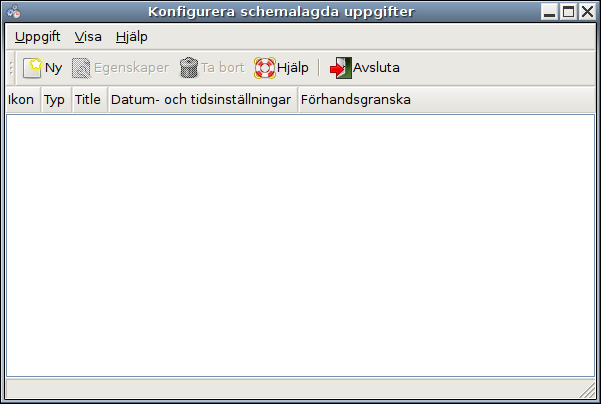 Konfigurera schemalagda uppgifter
Uppgift Visa Hjälp
Ny Egenskaper Ta bort Hjälp Avsluta
Ikon Typ Title Datum- och tidsinställningar Förhandsgranska